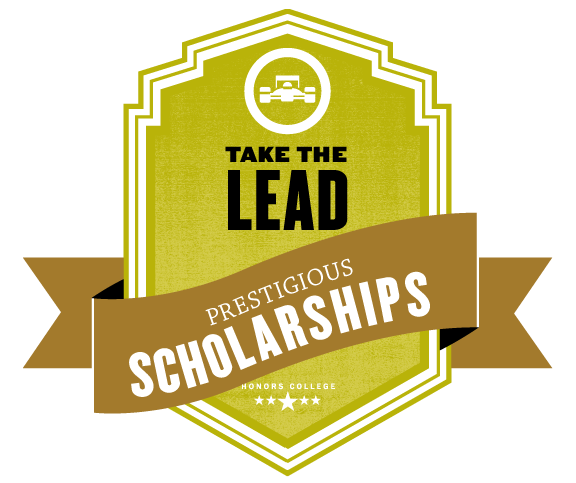 TAKE THE
LEAD
PRESTIGIOUS
SCHOLARSHIPS
HONORS COLLEGE